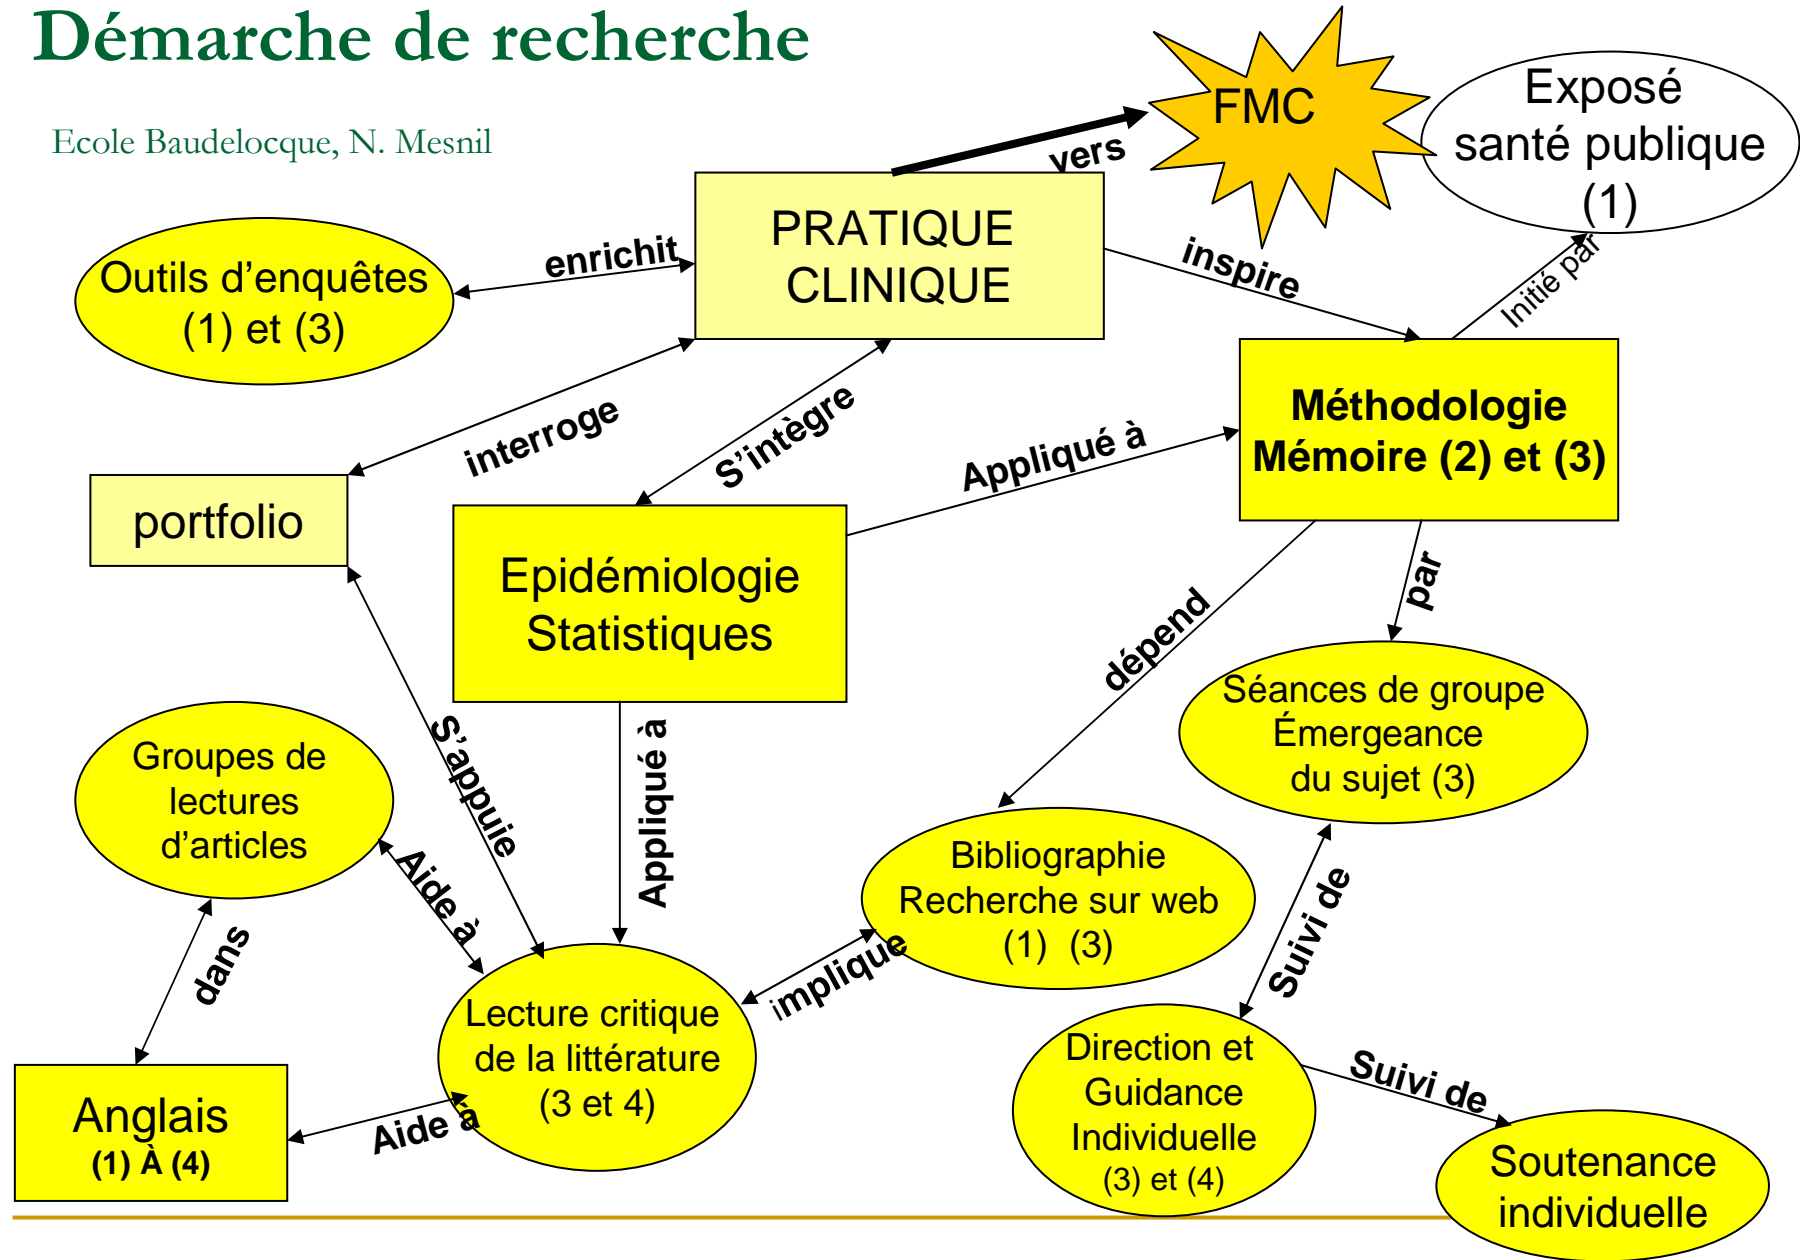 Démarche de recherche
Ecole Baudelocque, N. Mesnil
FMC
Exposé
santé publique
(1)
vers
PRATIQUE
CLINIQUE
enrichit
Outils d'enquêtes
(1) et (3)
inspire
Initié par
interroge
S'intègre
Appliqué à
Méthodologie
Mémoire (2) et (3)
portfolio
Epidémiologie
Statistiques
dépend
par
Séances de groupe
Émergeance
du sujet (3)
S'appuie
Appliqué à
Groupes de
lectures
d'articles
Aide à
Bibliographie
Recherche sur web
(1) (3)
Suivi de
dans
implique
Lecture critique
de la littérature
(3 et 4)
Direction et
Guidance
Individuelle
(3) et (4)
Suivi de
Anglais
(1) À (4)
Aide à
Soutenance
individuelle